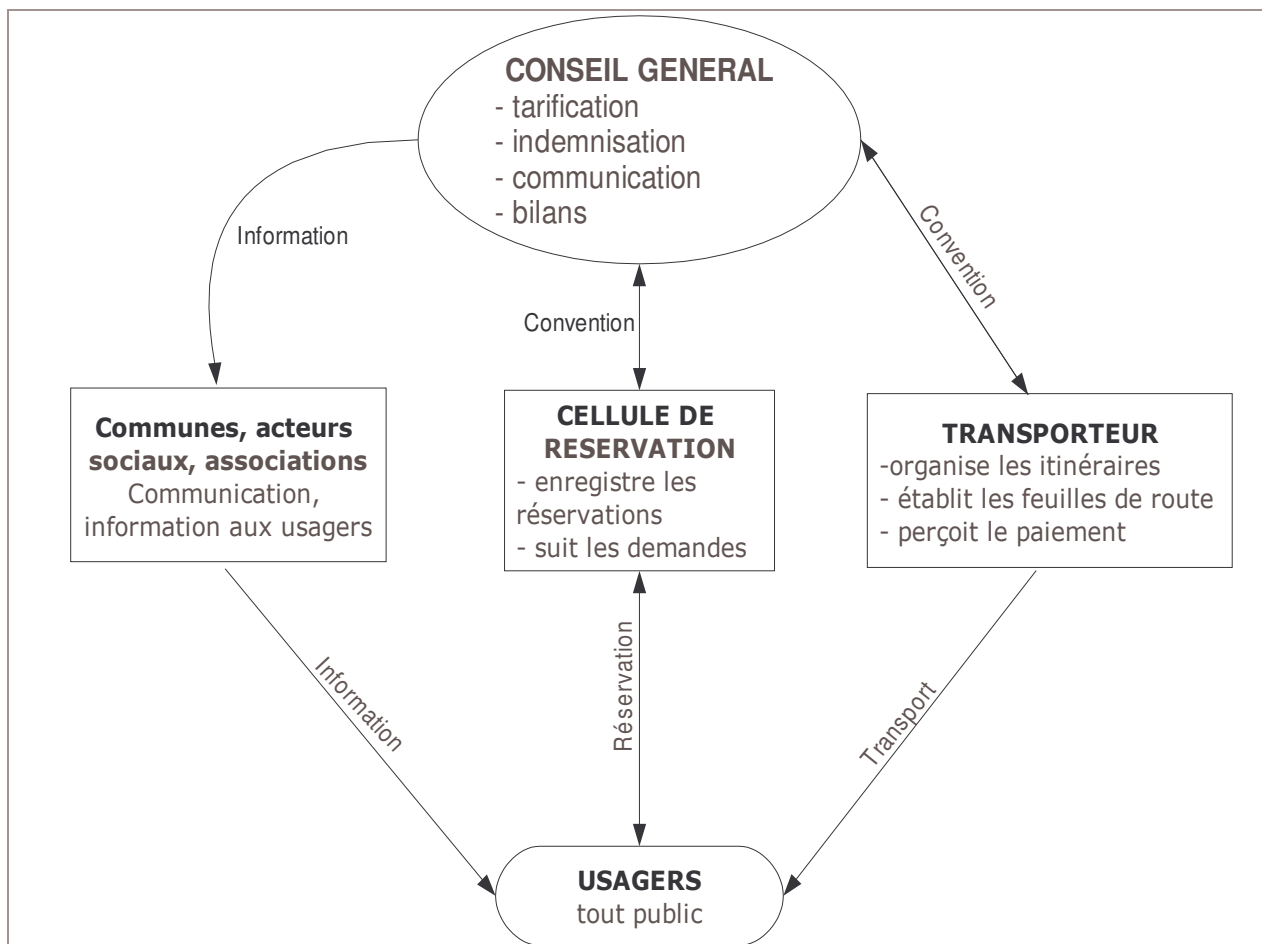 CONSEIL GENERAL
- tarification
- indemnisation
- communication
- bilans
Information
Convention
Convention
Communes, acteurs
sociaux, associations
Communication,
information aux usagers
CELLULE DE
RESERVATION
- enregistre les
réservations
- suit les demandes
TRANSPORTEUR
-organise les itinéraires
- établit les feuilles de route
- perçoit le paiement
Information
Réservation
Transport
USAGERS
tout public